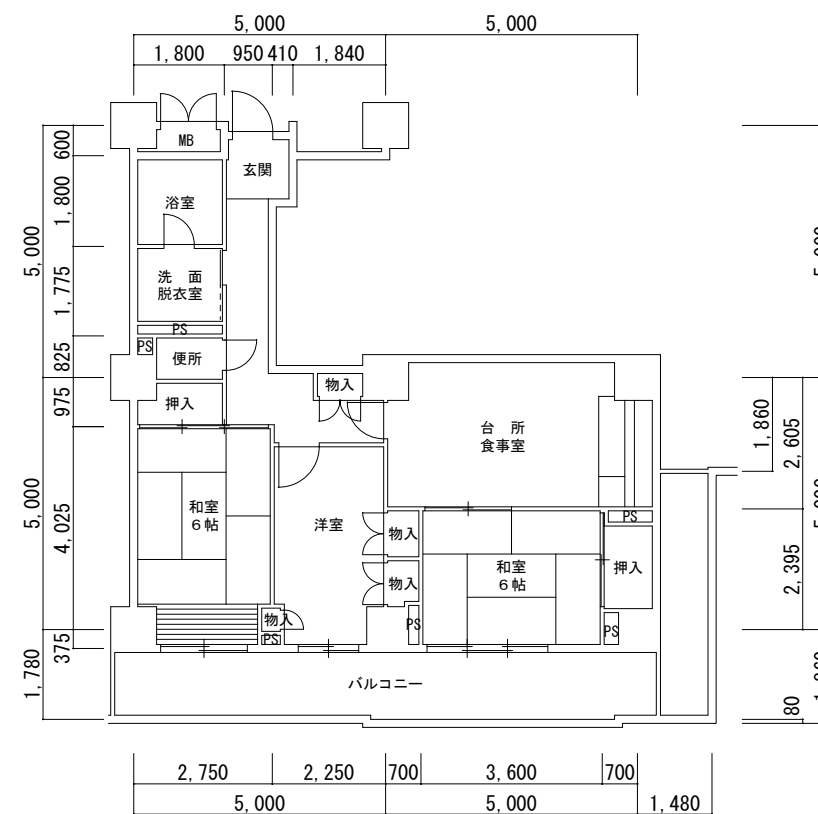 5,000
5,000
1,800
950
410
1,840
600
1,800
1,775
825
975
4,025
375
5,000
5,000
1,780
MB
玄関
浴室
洗 面
脱衣室
PS
PS
便所
押入
物入
台 所
食事室
和室
6帖
洋室
物入
物入
和室
6帖
PS
押入
物入
PS
PS
PS
バルコニー
1,860
2,605
2,395
80
2,750
2,250
700
3,600
700
5,000
5,000
1,480